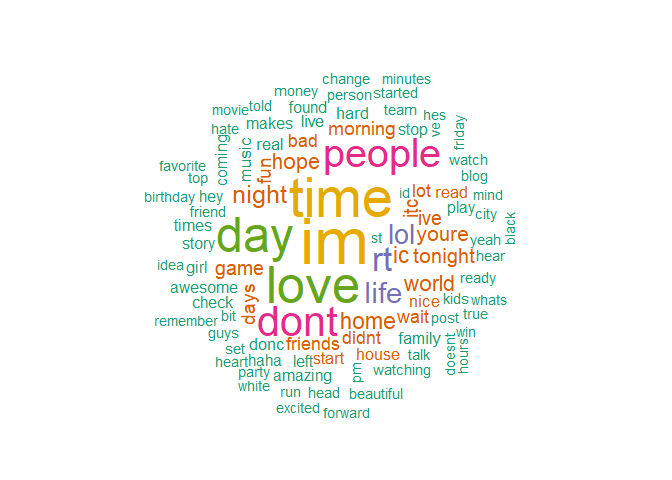 change minutes
money person started
movie told found hard team hes
hate makes live morning stop ve friday
coming music real bad people
favorite top fun hope watch blog
birthday hey night time id lot read mind
friend itc ive play city
times day im st lol youre yeah black
story rt ic tonight hear
idea girl game love life world ready
awesome days nice kids whats
check dont home wait post true
remember bit guys didnt family doesnt hours win
set donc friends
heart haha left start house talk
party amazing pm watching
white run head beautiful
excited forward